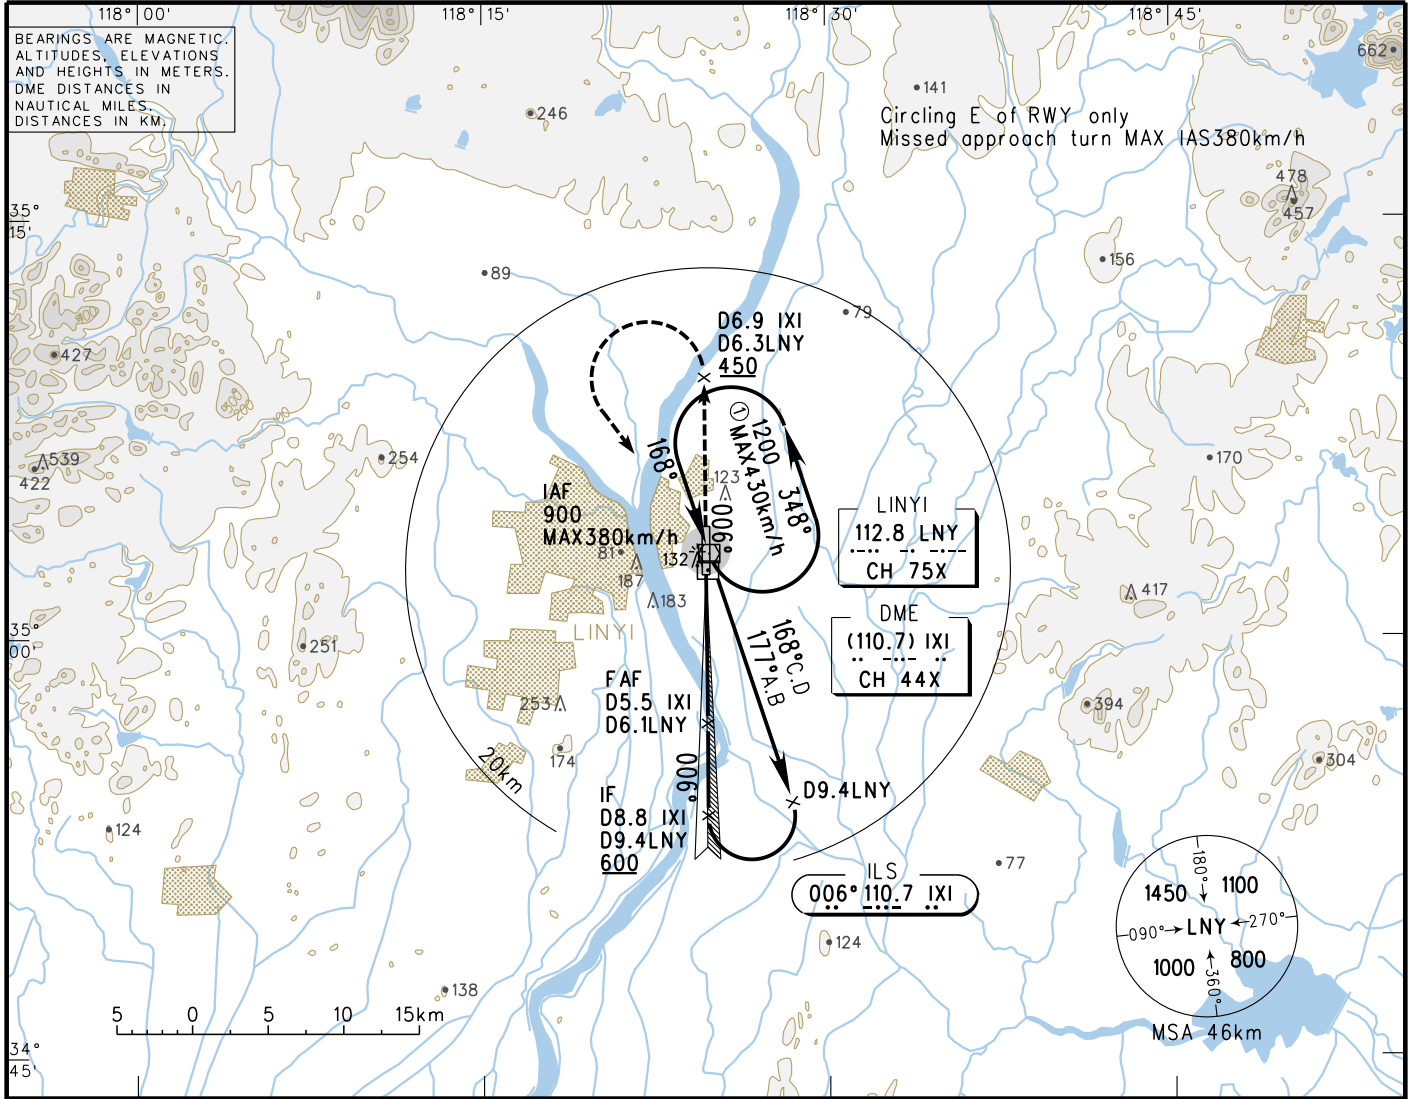 118° 00'
118° 15'
118° 30'
118° 45'
BEARINGS ARE MAGNETIC.
ALTITUDES, ELEVATIONS
AND HEIGHTS IN METERS.
DME DISTANCES IN
NAUTICAL MILES.
DISTANCES IN KM.
662
141
246
Circling E of RWY only
Missed approach turn MAX IAS380km/h
478
457
35°
15'
156
89
79
D6.9 IXI
D6.3LNY
450
400
427
200
300
① 1200
MAX430km/h
168°
348°
254
539
422
170
123
006°
IAF
900
MAX380km/h
LINYI
112.8 LNY
CH 75X
81
132
187
183
417
DME
(110.7) IXI
CH 44X
LINYI
168°C.D
177°A.B
35°
00'
251
FAF
D5.5 IXI
D6.1LNY
253
394
174
304
20km
006°
D9.4LNY
IF
D8.8 IXI
D9.4LNY
600
124
77
ILS
006° 110.7 IXI
180°
1450
1100
090°
LNY
270°
1000
800
360°
MSA 46km
124
138
5 0 5 10 15km
34°
45'